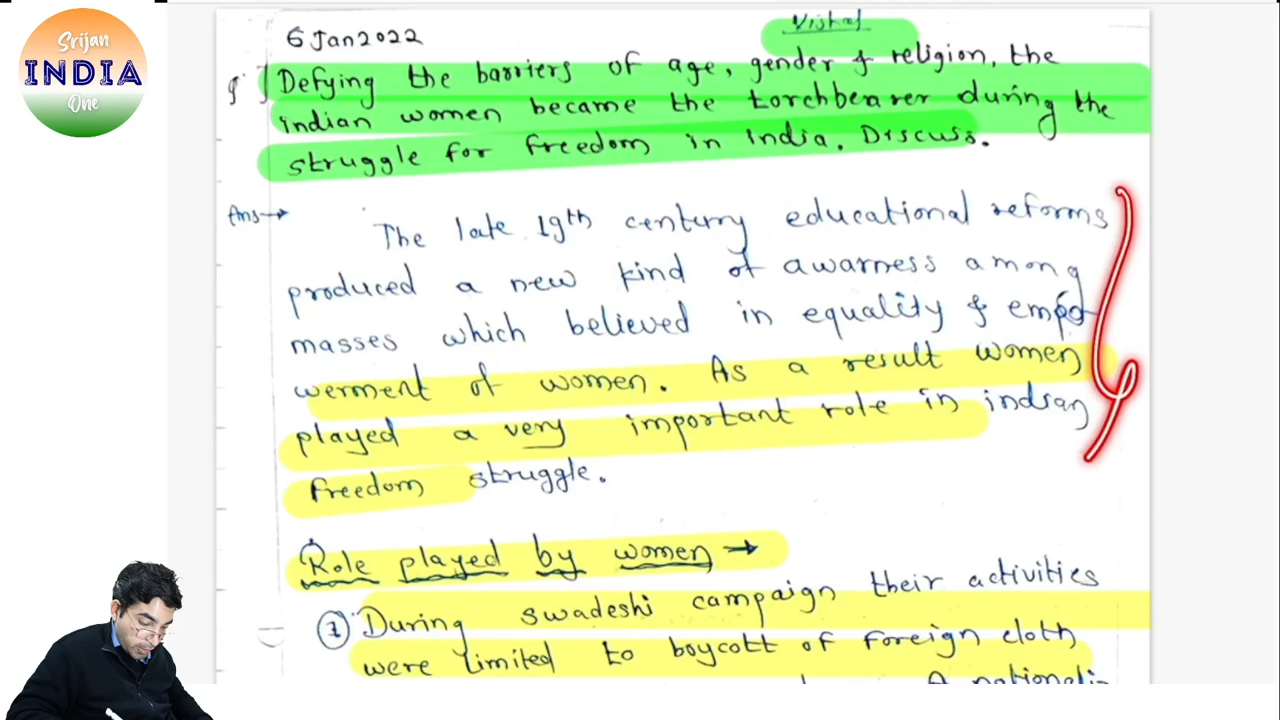 Srijan
INDIA
One
6 Jan 2022
Vishal
Defying the barriers of age, gender & religion, the
indian women became the torchbearer during the
struggle for freedom in india. Discuss.
Ans→
The late 19th century educational reforms
produced a new kind of awarness among
masses which believed in equality & empo
werment of women. As a result women
played a very important role in indian
freedom struggle.
Role played by women →
① During swadeshi campaign their activities
were limited to boycott of foreign cloth
A nationali